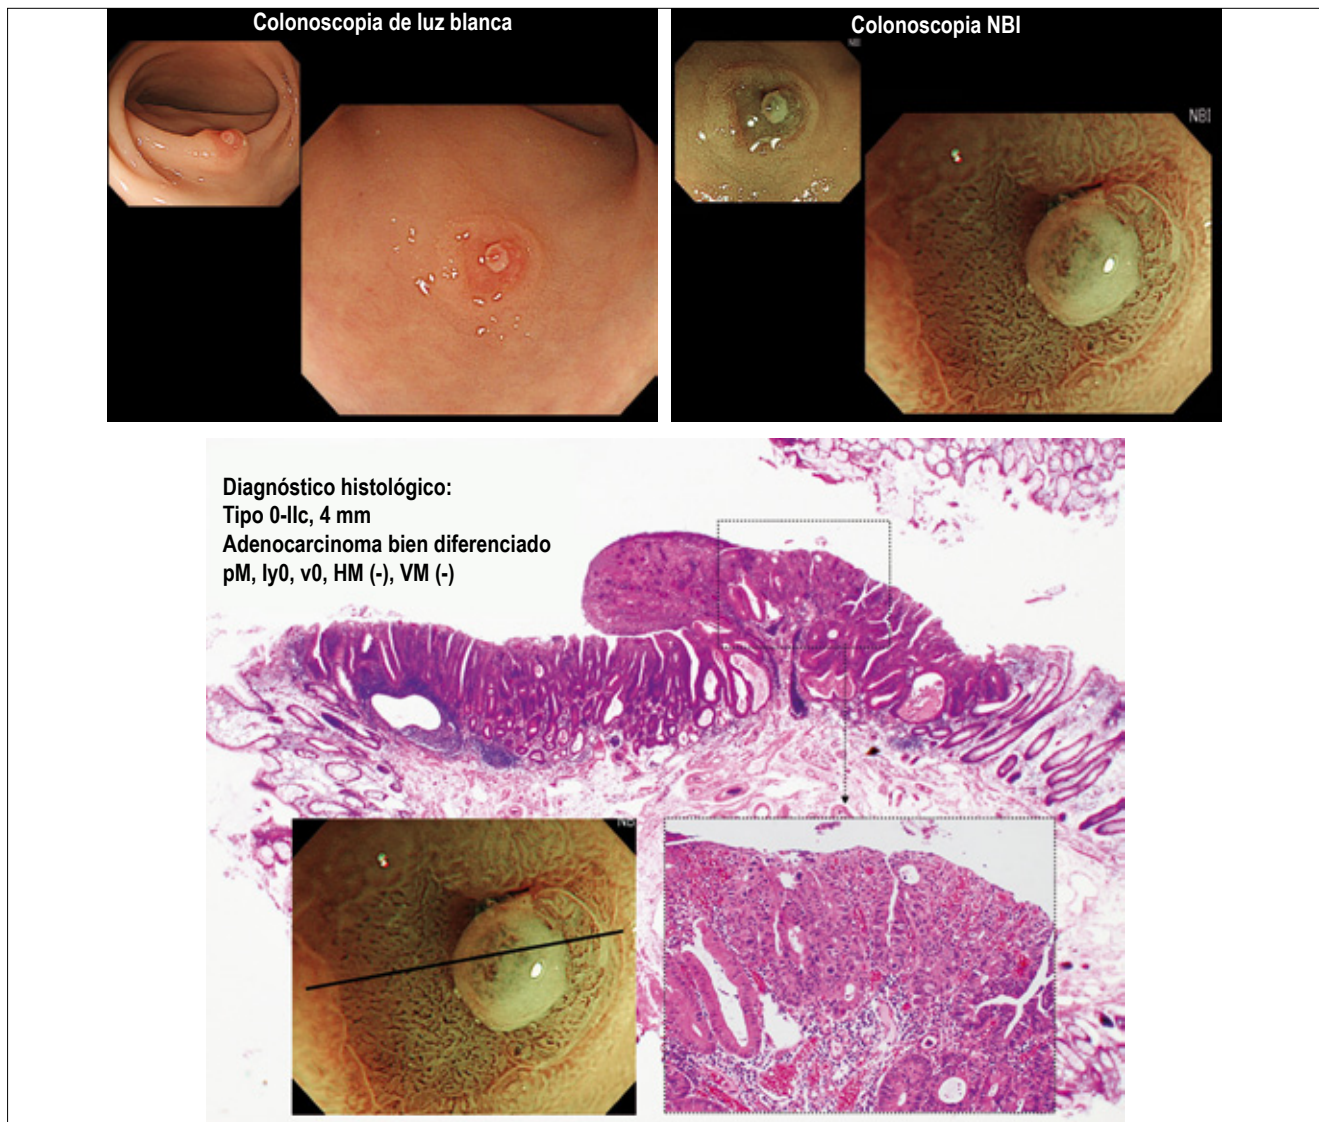 Colonoscopia de luz blanca
Colonoscopia NBI
NBI
Diagnóstico histológico:
Tipo 0-IIc, 4 mm
Adenocarcinoma bien diferenciado
pM, ly0, v0, HM (-), VM (-)